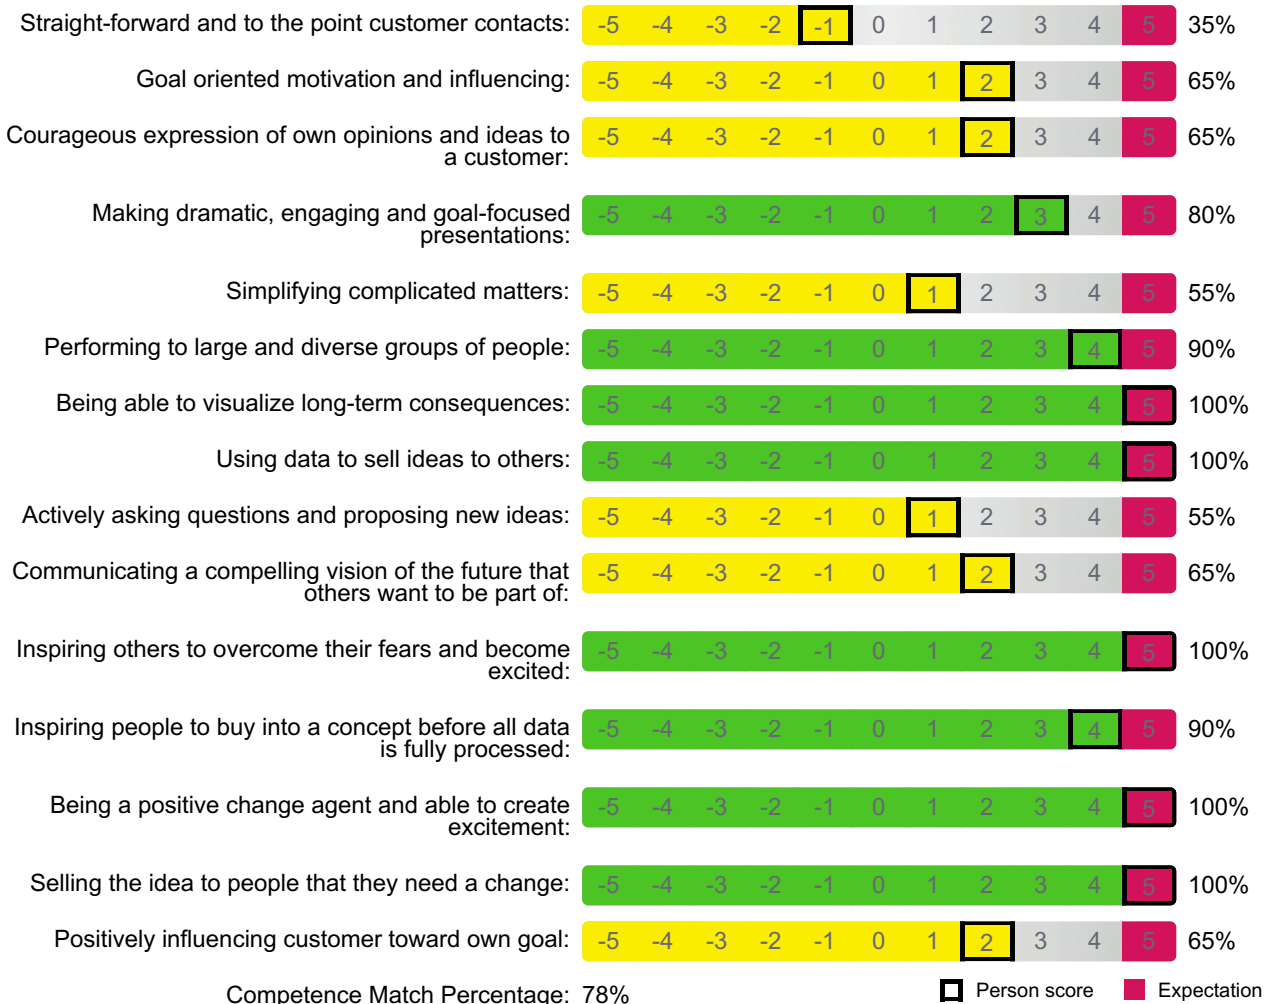 Straight-forward and to the point customer contacts: -5 -4 -3 -2 -1 0 1 2 3 4 5 35%
Goal oriented motivation and influencing: -5 -4 -3 -2 -1 0 1 2 3 4 5 65%
Courageous expression of own opinions and ideas to
a customer: -5 -4 -3 -2 -1 0 1 2 3 4 5 65%
Making dramatic, engaging and goal-focused
presentations: -5 -4 -3 -2 -1 0 1 2 3 4 5 80%
Simplifying complicated matters: -5 -4 -3 -2 -1 0 1 2 3 4 5 55%
Performing to large and diverse groups of people: -5 -4 -3 -2 -1 0 1 2 3 4 5 90%
Being able to visualize long-term consequences: -5 -4 -3 -2 -1 0 1 2 3 4 5 100%
Using data to sell ideas to others: -5 -4 -3 -2 -1 0 1 2 3 4 5 100%
Actively asking questions and proposing new ideas: -5 -4 -3 -2 -1 0 1 2 3 4 5 55%
Communicating a compelling vision of the future that
others want to be part of: -5 -4 -3 -2 -1 0 1 2 3 4 5 65%
Inspiring others to overcome their fears and become
excited: -5 -4 -3 -2 -1 0 1 2 3 4 5 100%
Inspiring people to buy into a concept before all data
is fully processed: -5 -4 -3 -2 -1 0 1 2 3 4 5 90%
Being a positive change agent and able to create
excitement: -5 -4 -3 -2 -1 0 1 2 3 4 5 100%
Selling the idea to people that they need a change: -5 -4 -3 -2 -1 0 1 2 3 4 5 100%
Positively influencing customer toward own goal: -5 -4 -3 -2 -1 0 1 2 3 4 5 65%
Competence Match Percentage: 78% Person score Expectation